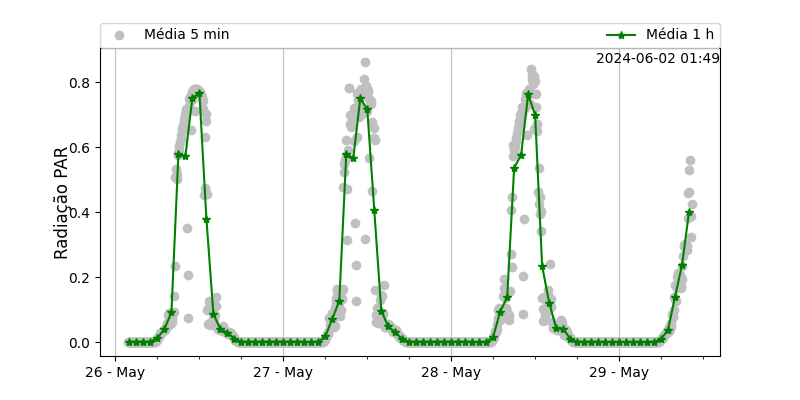 Média 5 min
Média 1 h
2024-06-02 01:49
Radiação PAR
0.8
0.6
0.4
0.2
0.0
26 - May
27 - May
28 - May
29 - May